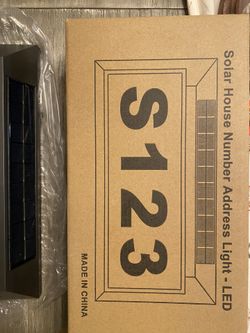 Solar House Number Address Light - LED
S123
MADE IN CHINA